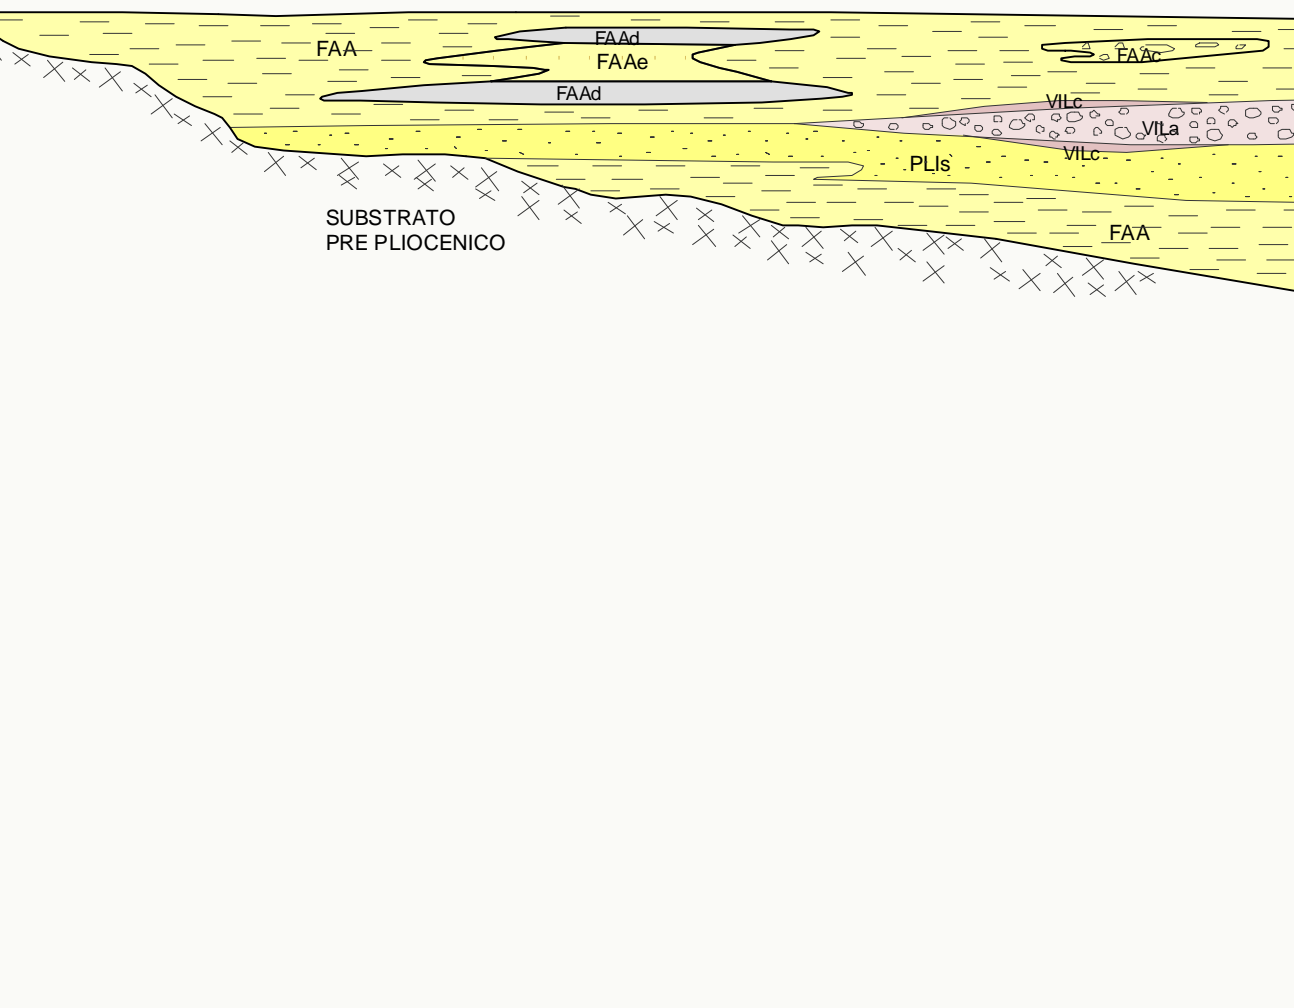 FAAd
FAA
FAAe
FAAc
FAAd
VILc
VILa
VILc
PLIs
SUBSTRATO
PRE PLIOCENICO
FAA